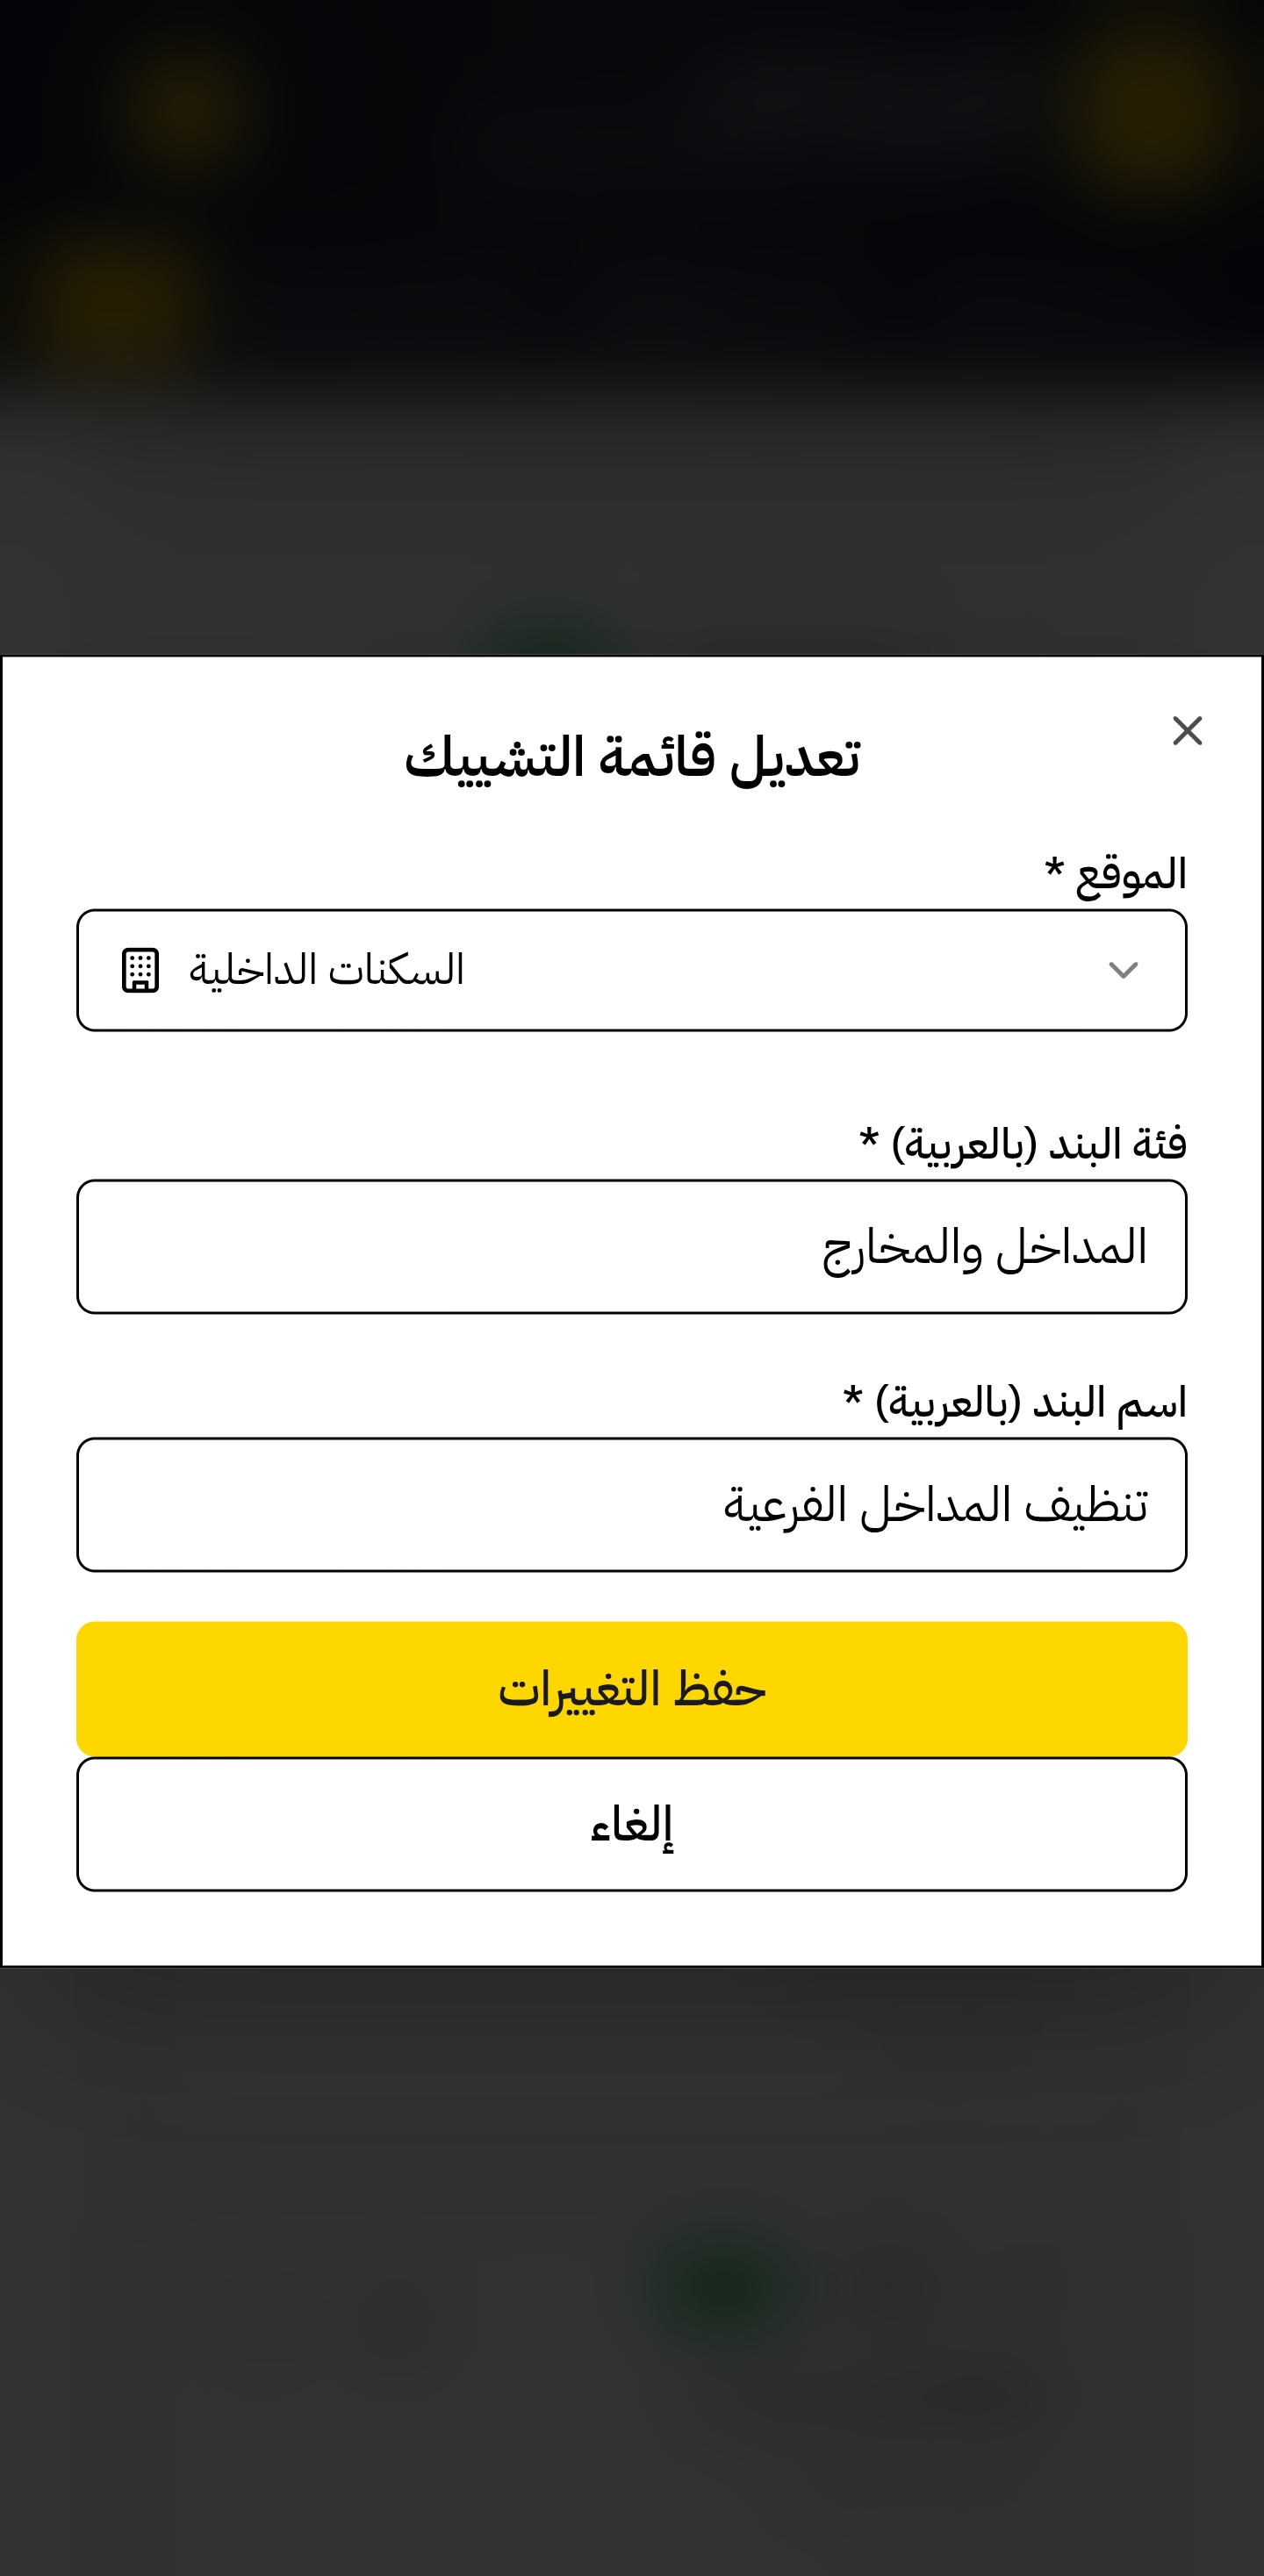 تعديل قائمة التشييك
الموقع *
السكنات الداخلية
فئة البند (بالعربية) *
المداخل والمخارج
اسم البند (بالعربية) *
تنظيف المداخل الفرعية
حفظ التغييرات
إلغاء